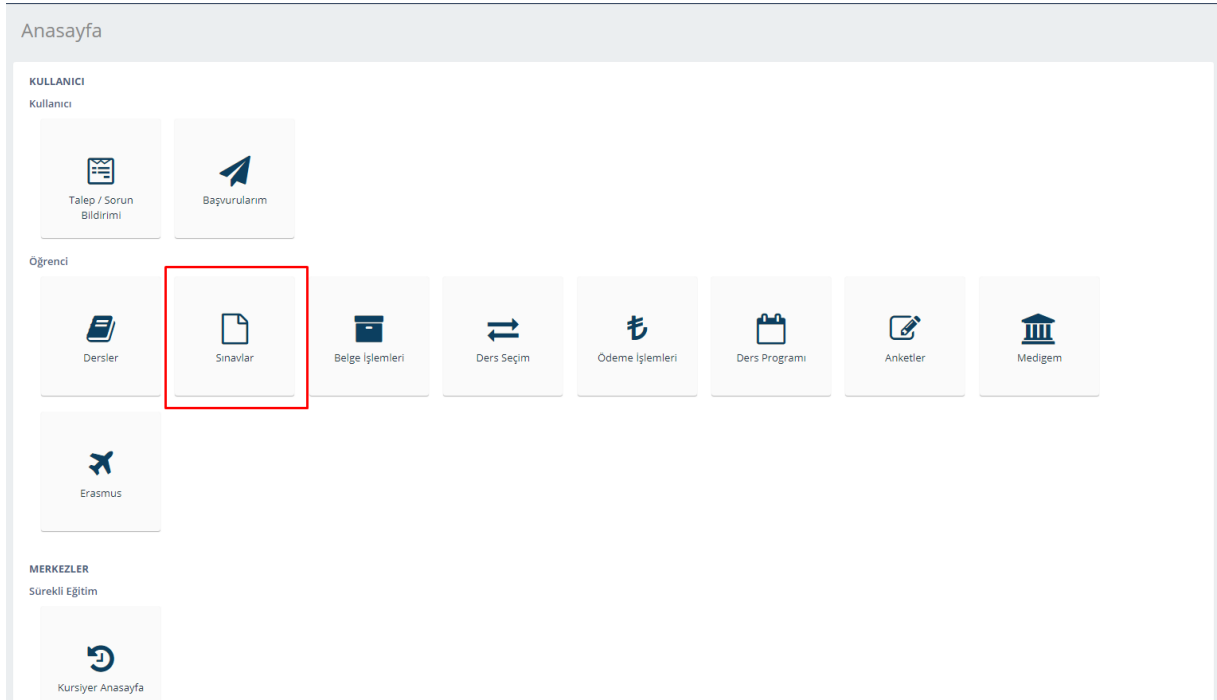 Anasayfa
KULLANICI
Kullanıcı
Talep / Sorun
Bildirimi
Başvurularım
Öğrenci
Dersler
Sınavlar
Belge İşlemleri
Ders Seçim
Ödeme İşlemleri
Ders Programı
Anketler
Medigem
Erasmus
MERKEZLER
Sürekli Eğitim
Kursiyer Anasayfa